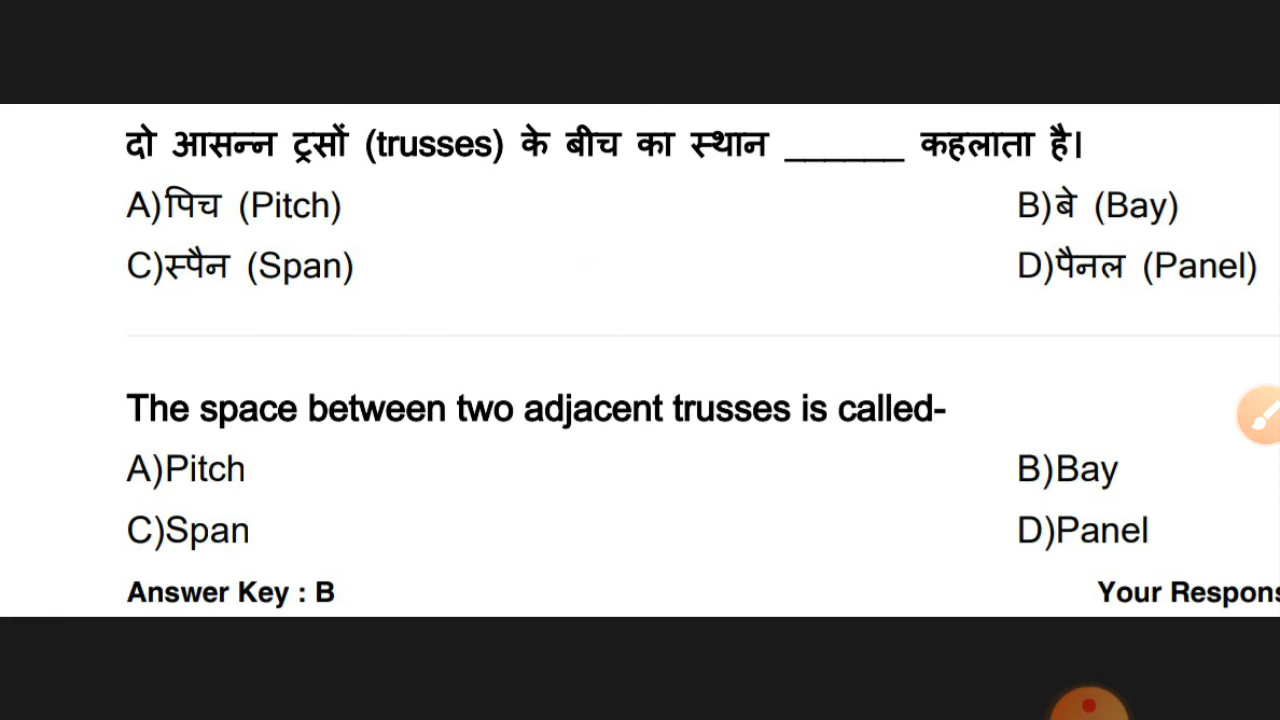 दो आसन्न ट्रसों (trusses) के बीच का स्थान ______ कहलाता है।
A)पिच (Pitch) B)बे (Bay)
C)स्पैन (Span) D)पैनल (Panel)
The space between two adjacent trusses is called-
A)Pitch B)Bay
C)Span D)Panel
Answer Key : B Your Respons